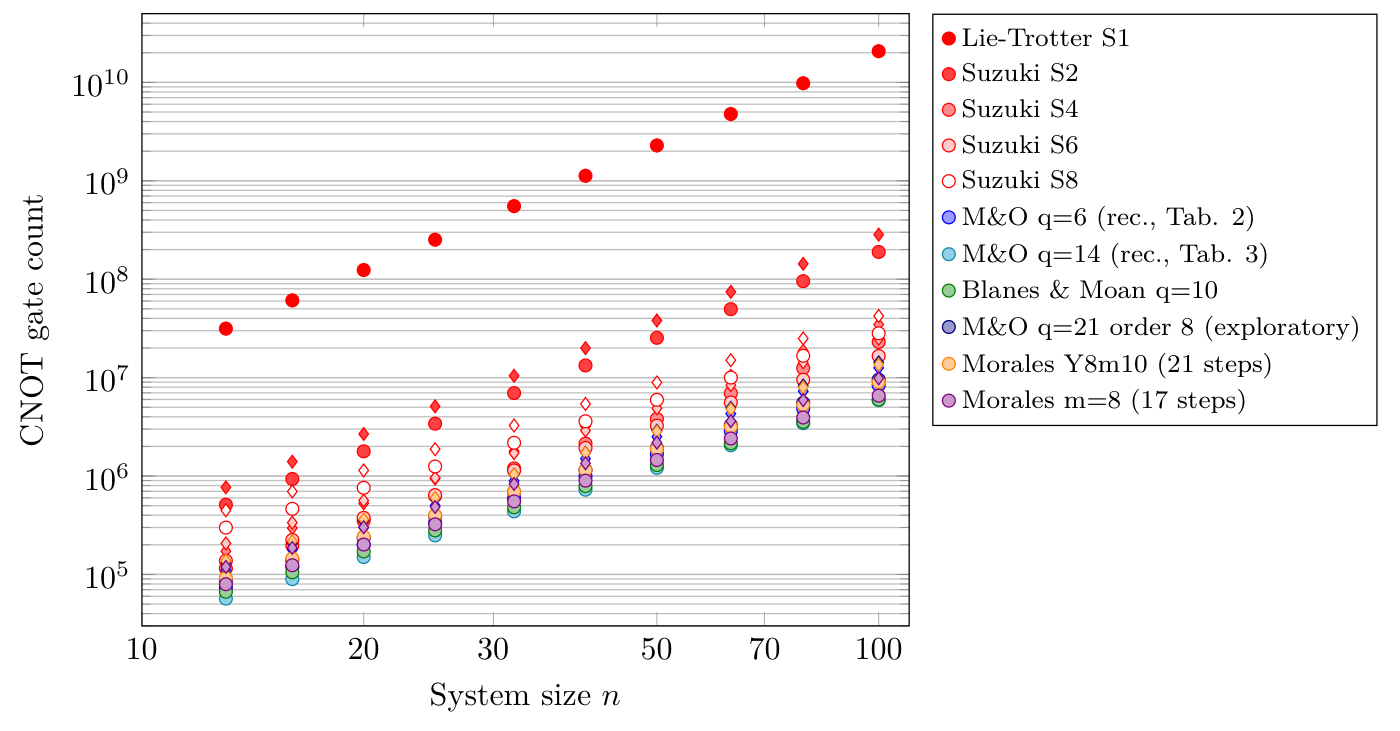 CNOT gate count
10^10
10^9
10^8
10^7
10^6
10^5
10 20 30 50 70 100
System size n
Lie-Trotter S1
Suzuki S2
Suzuki S4
Suzuki S6
Suzuki S8
M&O q=6 (rec., Tab. 2)
M&O q=14 (rec., Tab. 3)
Blanes & Moan q=10
M&O q=21 order 8 (exploratory)
Morales Y8m10 (21 steps)
Morales m=8 (17 steps)